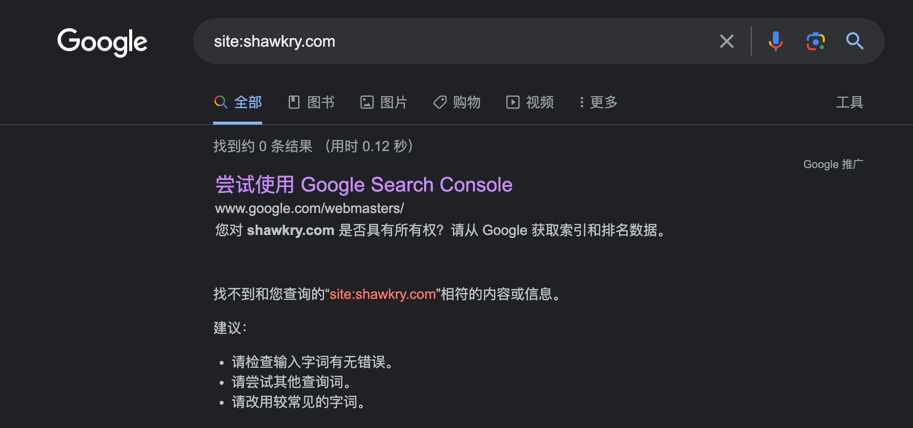 Google
site:shawkry.com
全部 图书 图片 购物 视频 更多 工具
找到约 0 条结果 （用时 0.12 秒）
Google 推广
尝试使用 Google Search Console
www.google.com/webmasters/
您对 shawkry.com 是否具有所有权？请从 Google 获取索引和排名数据。
找不到和您查询的“site:shawkry.com”相符的内容或信息。
建议：
请检查输入字词有无错误。
请尝试其他查询词。
请改用较常见的字词。